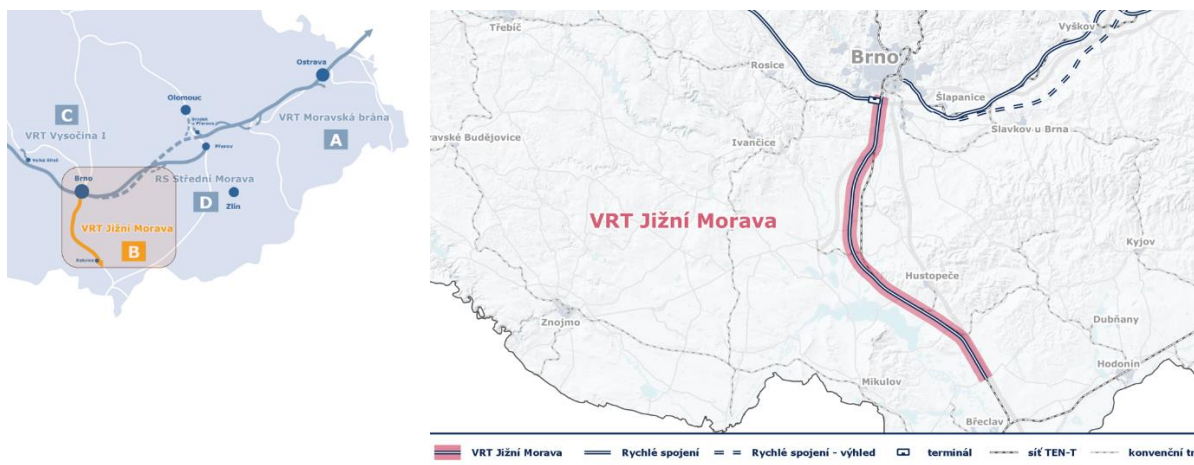 Ostrava
Olomouc
VRT Moravská brána
A
C
VRT Vysočina I
Přerov
Brno
RS Střední Morava
D
Zlín
VRT Jižní Morava
B
Třebíč
Vyškov
Rosice
Brno
Šlapanice
Slavkov u Brna
ravské Budějovice
Ivančice
VRT Jižní Morava
Kyjov
Hustopeče
Znojmo
Dubňany
Hodonín
Mikulov
Břeclav
VRT Jižní Morava
Rychlé spojení
Rychlé spojení - výhled
terminál
síť TEN-T
konvenční tr